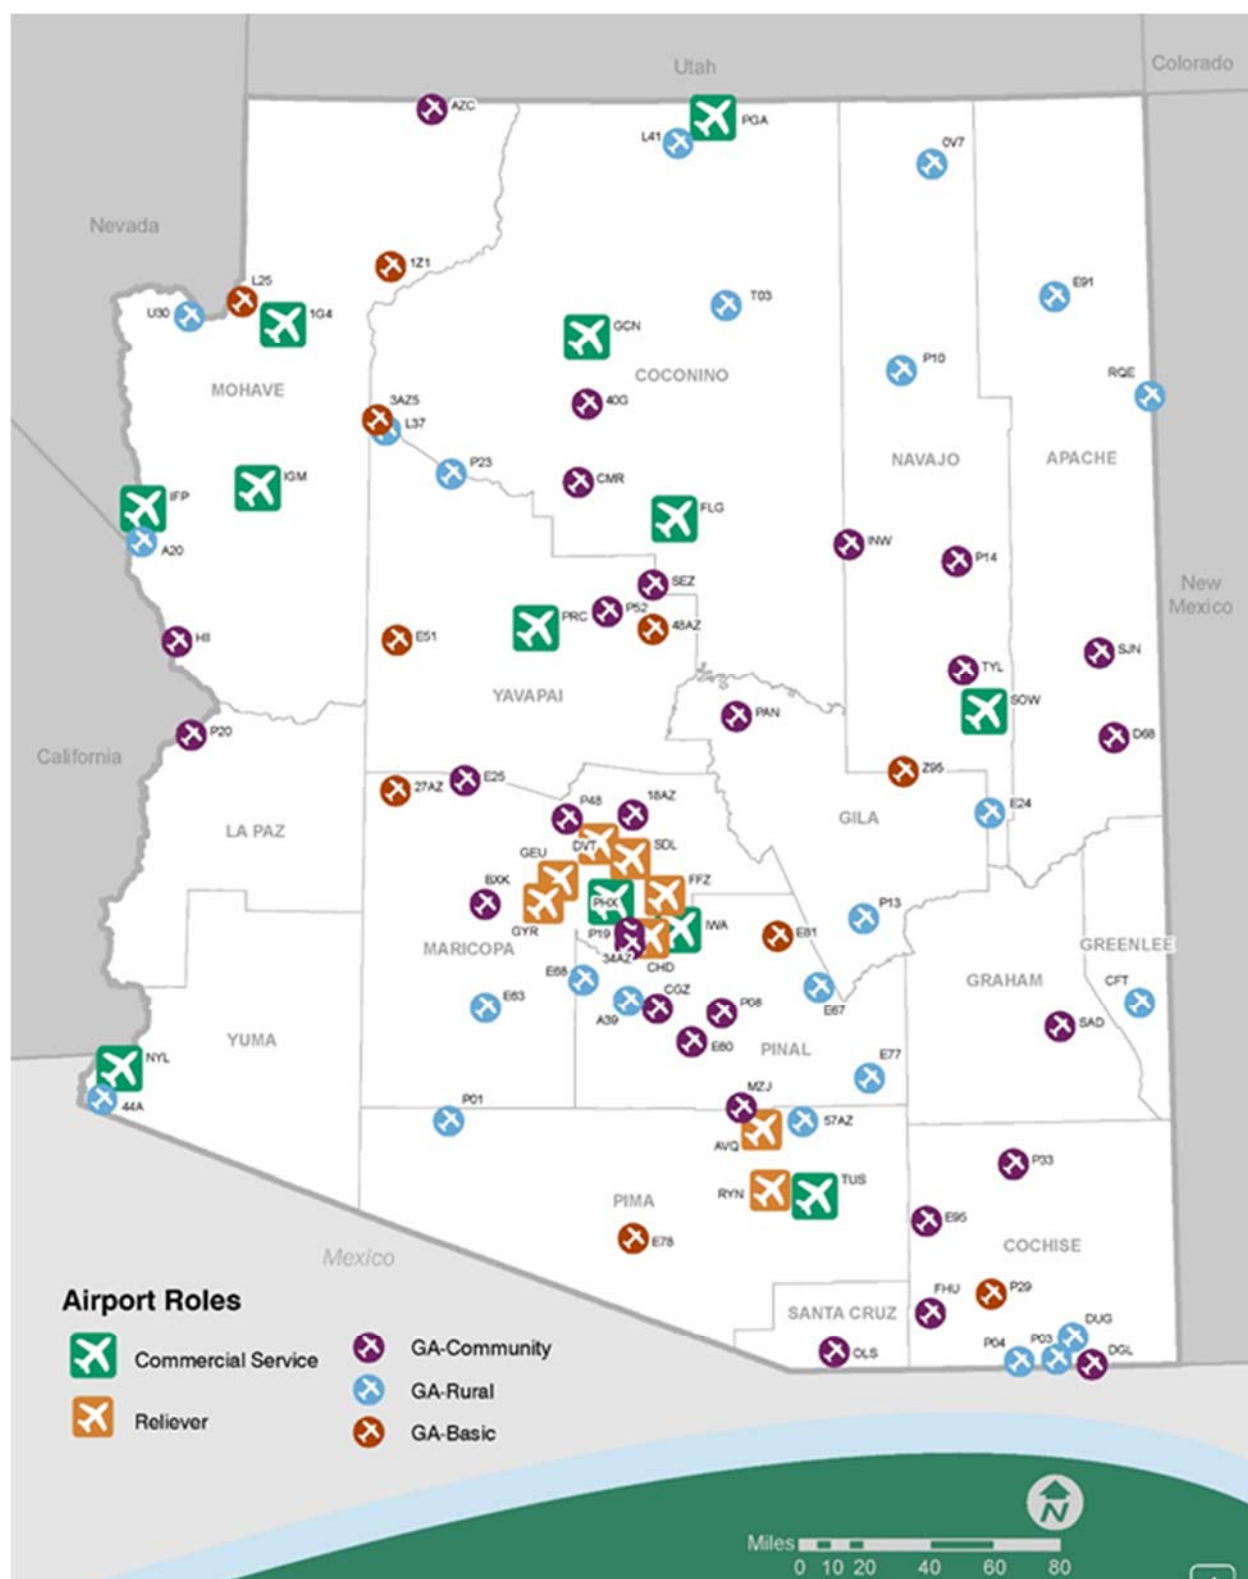 Utah
Colorado
AZC
L41
PGA
0V7
Nevada
1Z1
L25
U30
1G4
T03
E91
GCN
COCONINO
MOHAVE
P10
RQE
3AZ5
40G
L37
NAVAJO
APACHE
P23
IGM
CMR
IFP
FLG
A20
INW
P14
New
Mexico
SEZ
P52
PRC
48AZ
HII
E51
SJN
TYL
YAVAPAI
SOW
PAN
P20
D68
California
Z95
27AZ
E25
P48
18AZ
E24
LA PAZ
GILA
DVT
SDL
GEU
BXK
FFZ
PHX
P13
GYR
P19
IWA
E81
MARICOPA
34AZ
CHD
GREENLEE
E68
GRAHAM
CFT
E63
A39
CGZ
P08
E67
SAD
YUMA
E60
PINAL
NYL
E77
MZJ
44A
P01
57AZ
AVQ
P33
RYN
TUS
PIMA
E95
E78
COCHISE
Mexico
FHU
P29
Airport Roles
SANTA CRUZ
DUG
P04
P03
DGL
OLS
Commercial Service
GA-Community
GA-Rural
Reliever
GA-Basic
N
Miles
0 10 20 40 60 80